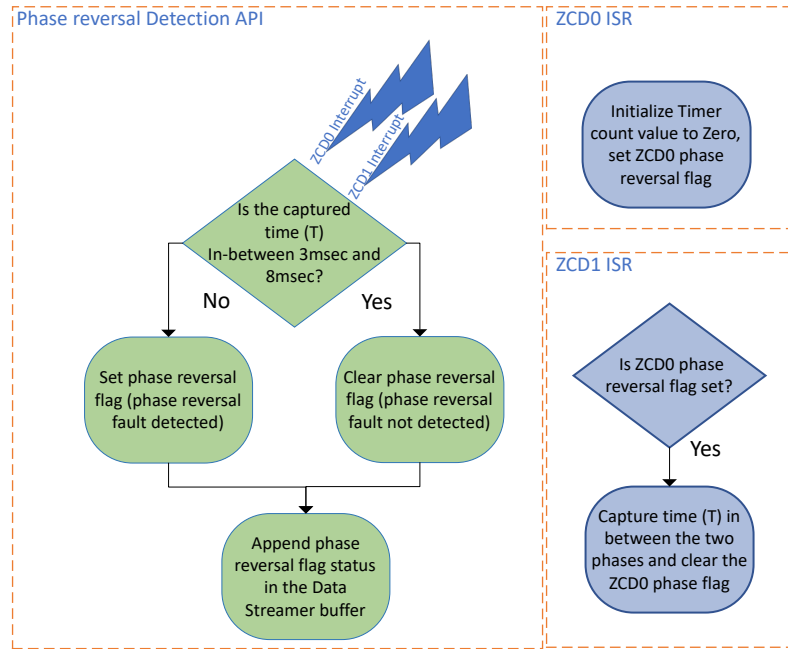 Phase reversal Detection API
ZCD0 Interrupt
ZCD1 Interrupt
Is the captured
time (T)
In-between 3msec and
8msec?
No
Yes
Set phase reversal
flag (phase reversal
fault detected)
Clear phase reversal
flag (phase reversal
fault not detected)
Append phase
reversal flag status
in the Data
Streamer buffer
ZCD0 ISR
Initialize Timer
count value to Zero,
set ZCD0 phase
reversal flag
ZCD1 ISR
Is ZCD0 phase
reversal flag set?
Yes
Capture time (T) in
between the two
phases and clear the
ZCD0 phase flag